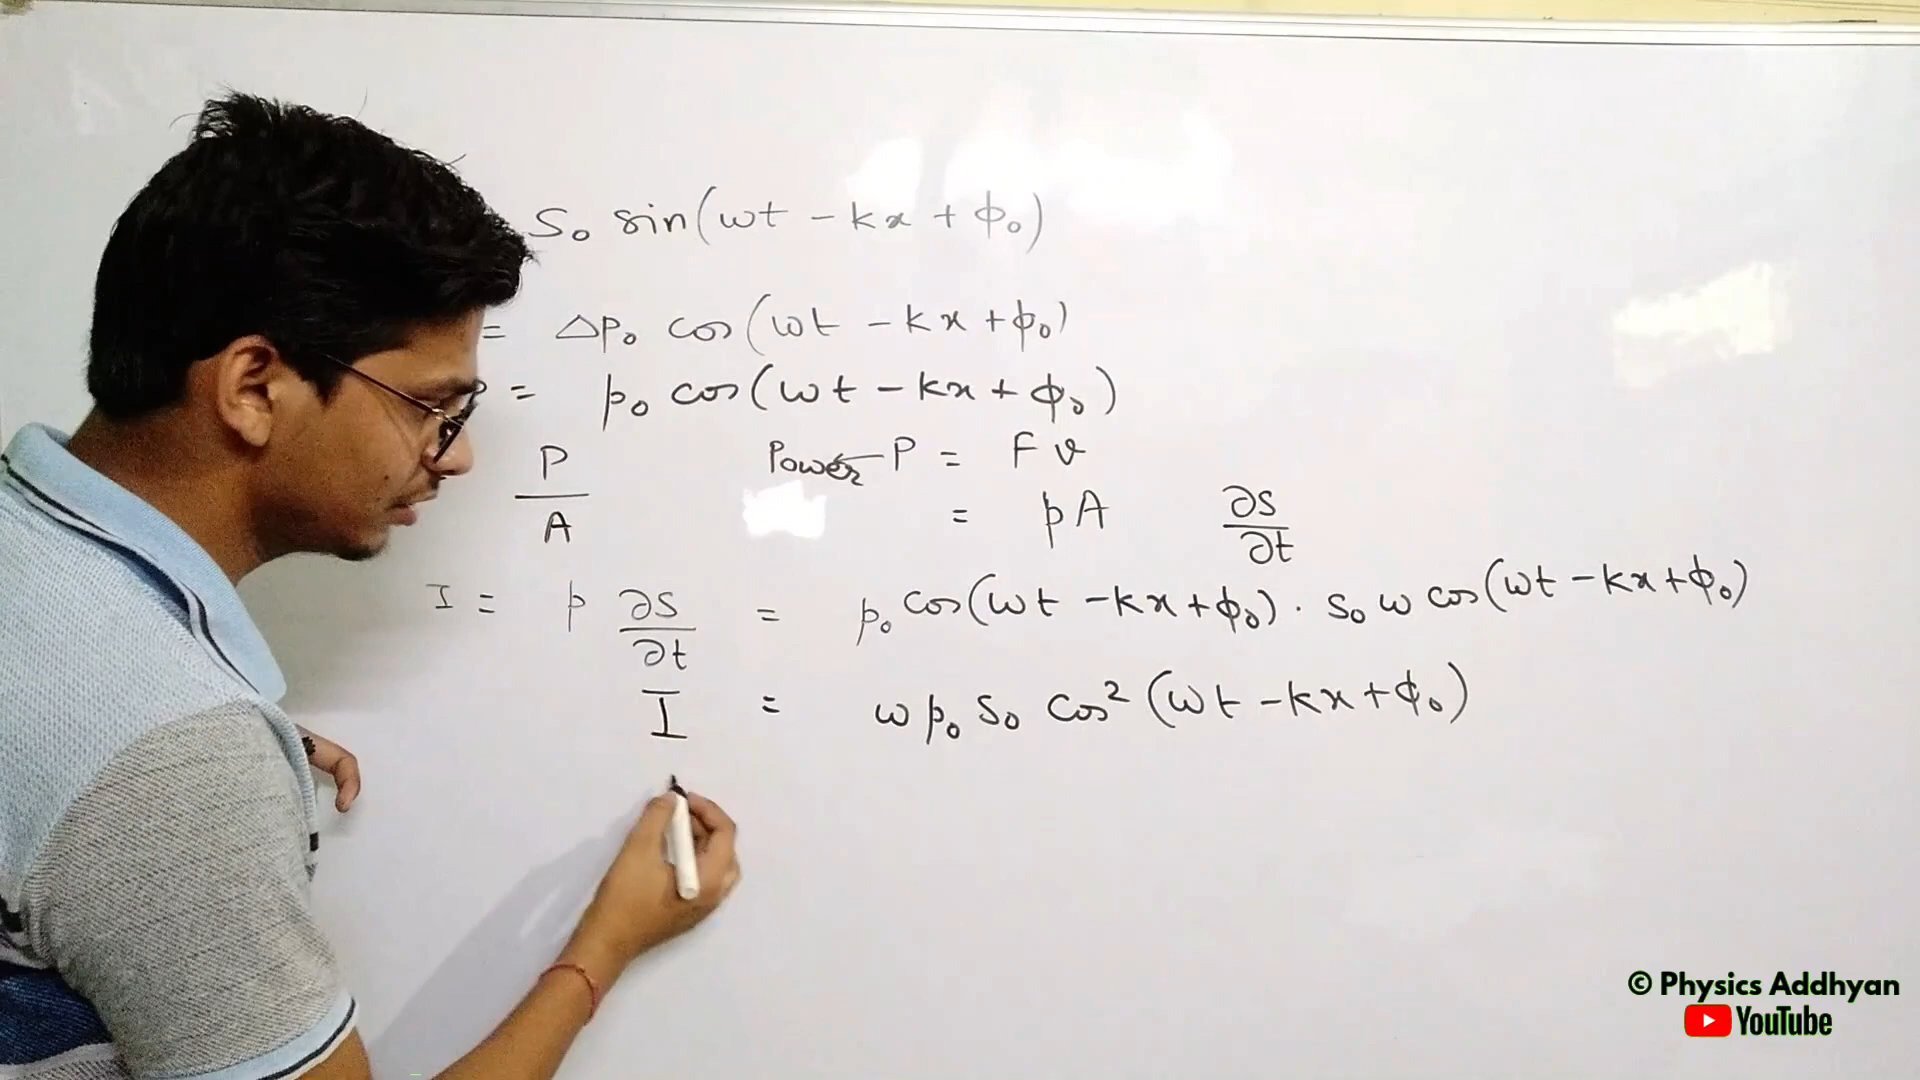 S₀ sin(ωt - kx + ϕ₀)
= Δp₀ cos(ωt - kx + ϕ₀)
= p₀ cos(ωt - kx + ϕ₀)
P/A Power ← P = F v
= p A ∂S/∂t
I = p ∂S/∂t = p₀ cos(ωt - kx + ϕ₀) · S₀ ω cos(ωt - kx + ϕ₀)
I = ω p₀ S₀ cos² (ωt - kx + ϕ₀)
© Physics Addhyan
YouTube